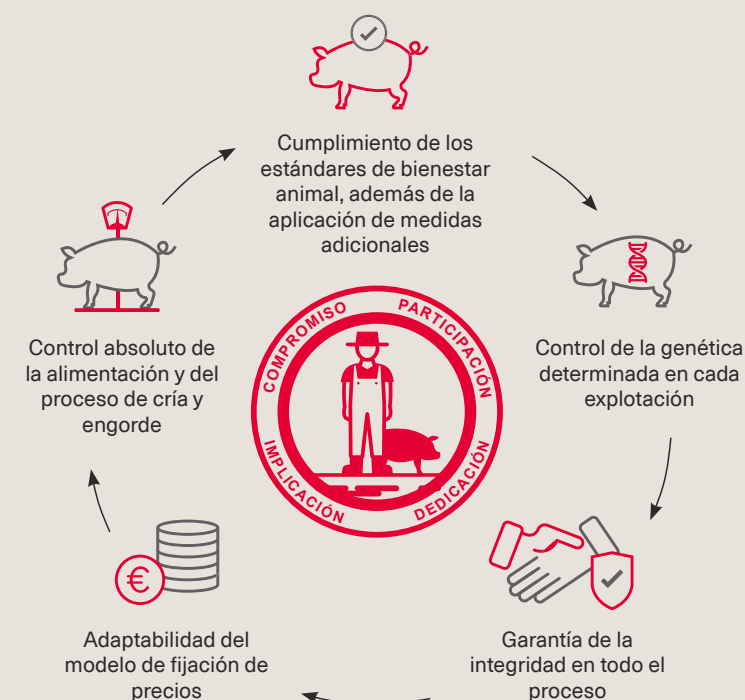 Cumplimiento de los
estándares de bienestar
animal, además de la
aplicación de medidas
adicionales
Control de la genética
determinada en cada
explotación
Garantía de la
integridad en todo el
proceso
Adaptabilidad del
modelo de fijación de
precios
Control absoluto de
la alimentación y del
proceso de cría y
engorde
COMPROMISO
PARTICIPACIÓN
DEDICACIÓN
IMPLICACIÓN
€